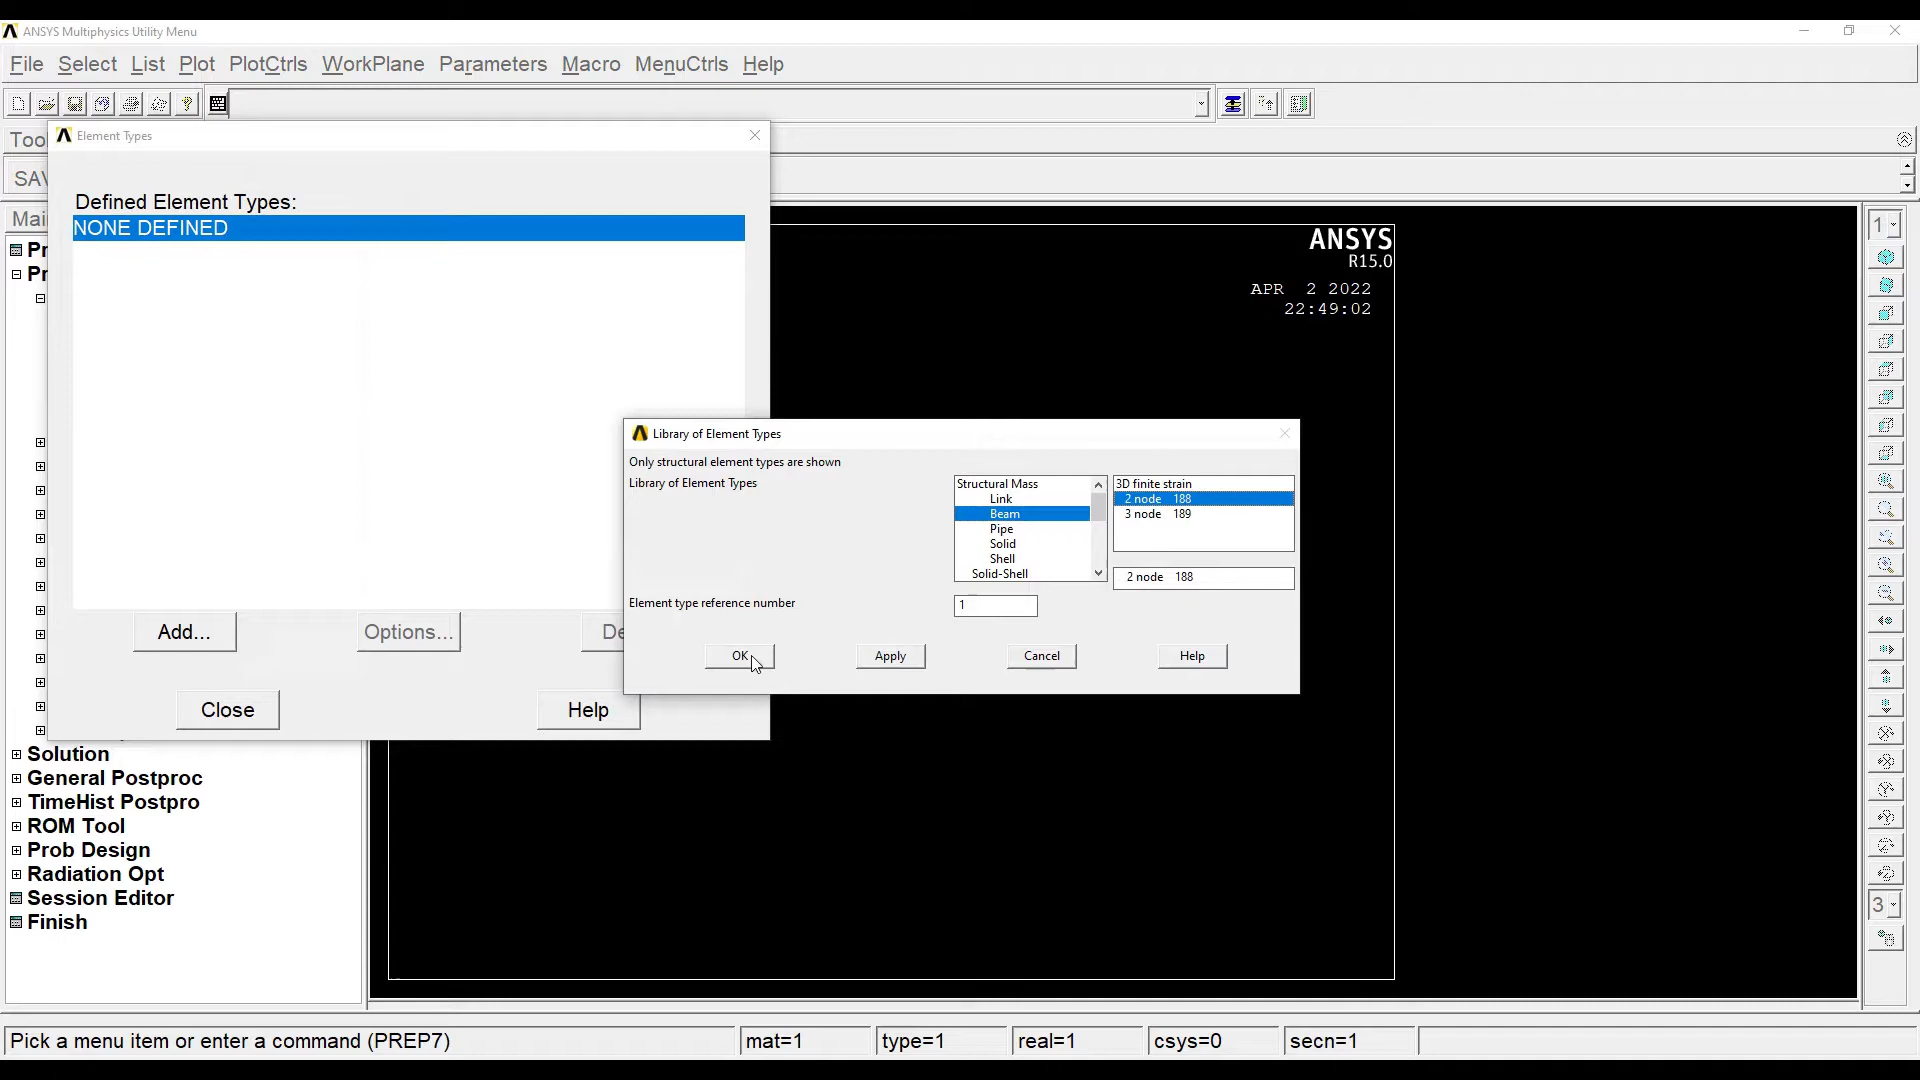 ANSYS Multiphysics Utility Menu
File Select List Plot PlotCtrls WorkPlane Parameters Macro MenuCtrls Help
?
Element Types
Defined Element Types:
NONE DEFINED
Add...
Options...
De
Close
Help
Too
SAV
Mai
Pr
Pr
Solution
General Postproc
TimeHist Postpro
ROM Tool
Prob Design
Radiation Opt
Session Editor
Finish
ANSYS
R15.0
APR 2 2022
22:49:02
Library of Element Types
Only structural element types are shown
Library of Element Types
Structural Mass
Link
Beam
Pipe
Solid
Shell
Solid-Shell
3D finite strain
2 node 188
3 node 189
2 node 188
Element type reference number
1
OK
Apply
Cancel
Help
1
3
Pick a menu item or enter a command (PREP7)
mat=1
type=1
real=1
csys=0
secn=1